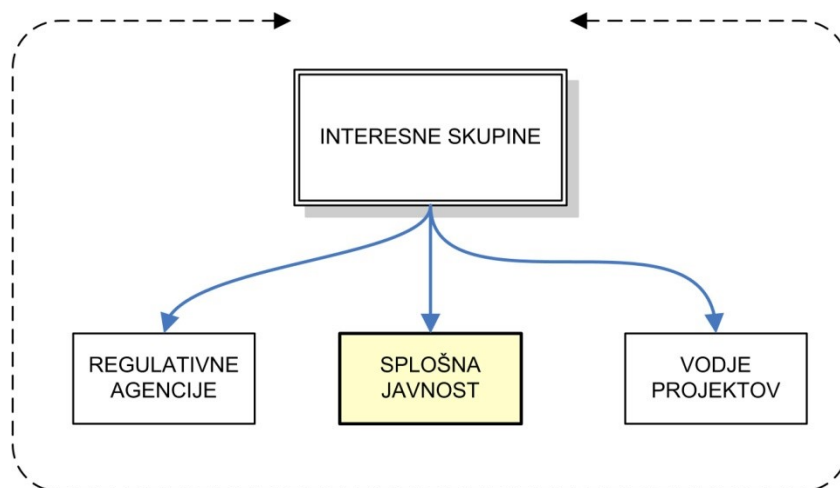 INTERESNE SKUPINE
REGULATIVNE
AGENCIJE
SPLOŠNA
JAVNOST
VODJE
PROJEKTOV